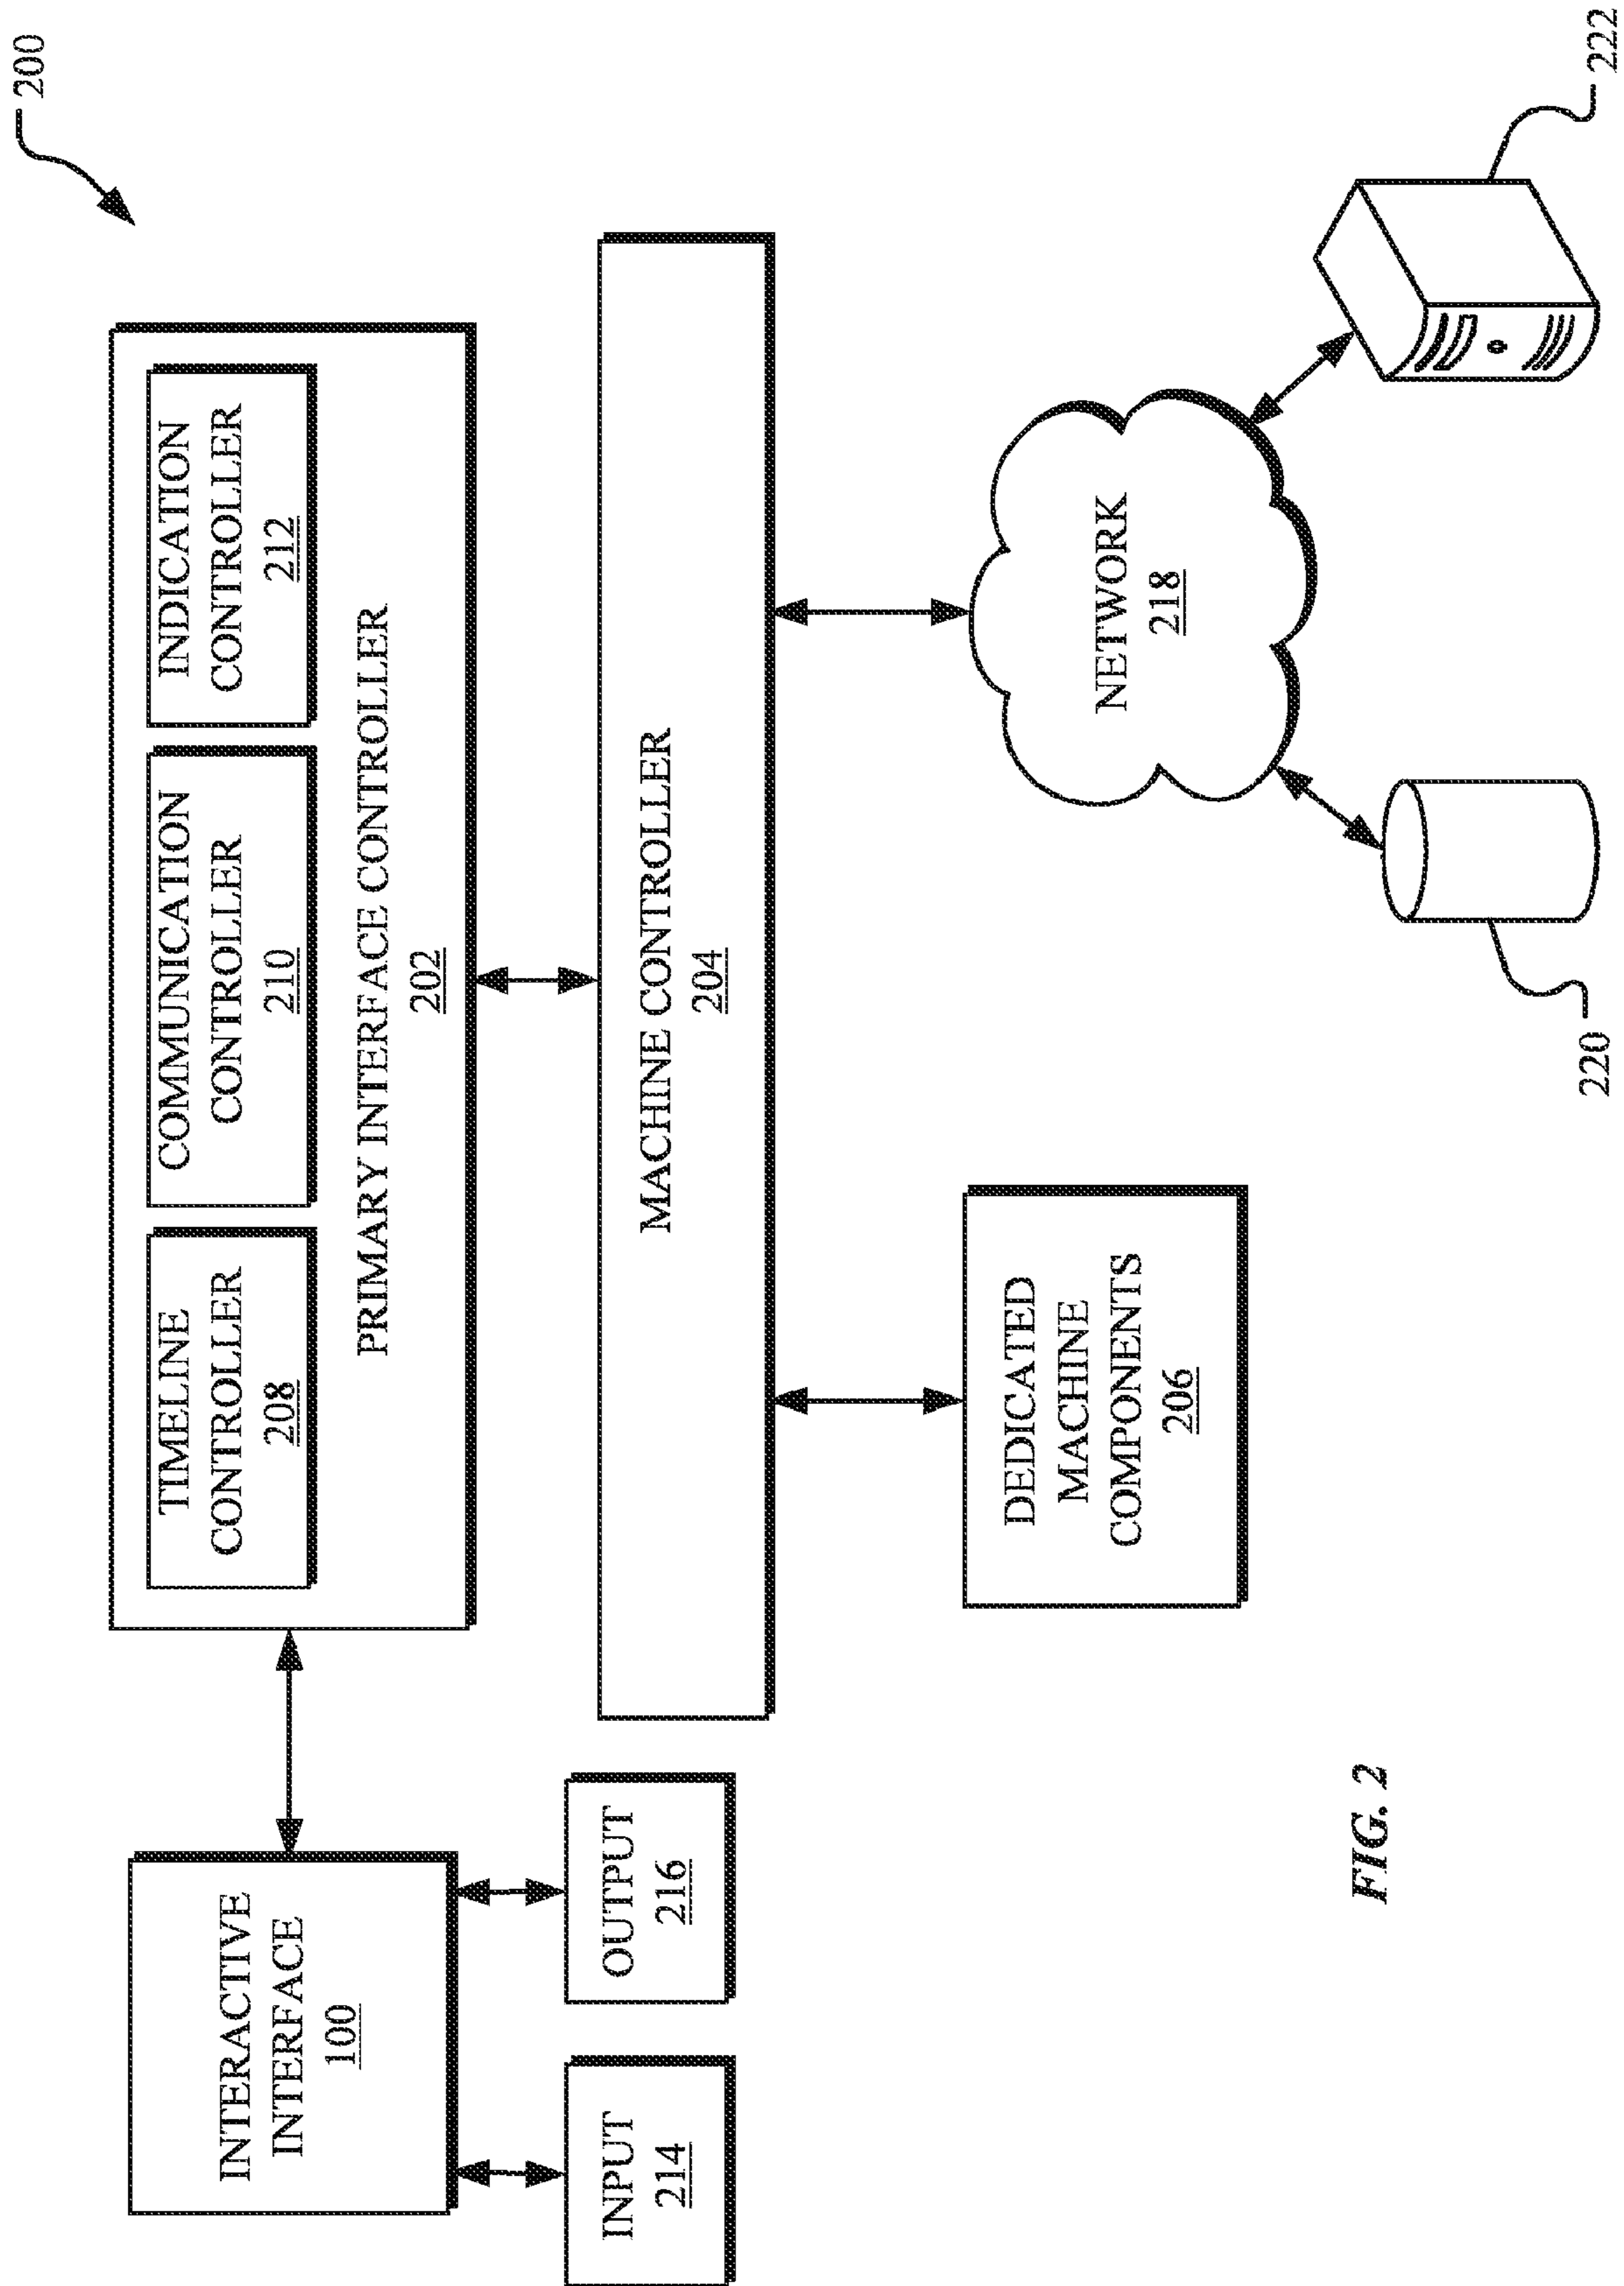 200
INTERACTIVE
INTERFACE
100
INPUT
214
OUTPUT
216
TIMELINE
CONTROLLER
208
COMMUNICATION
CONTROLLER
210
INDICATION
CONTROLLER
212
PRIMARY INTERFACE CONTROLLER
202
MACHINE CONTROLLER
204
DEDICATED
MACHINE
COMPONENTS
206
NETWORK
218
220
222
FIG. 2